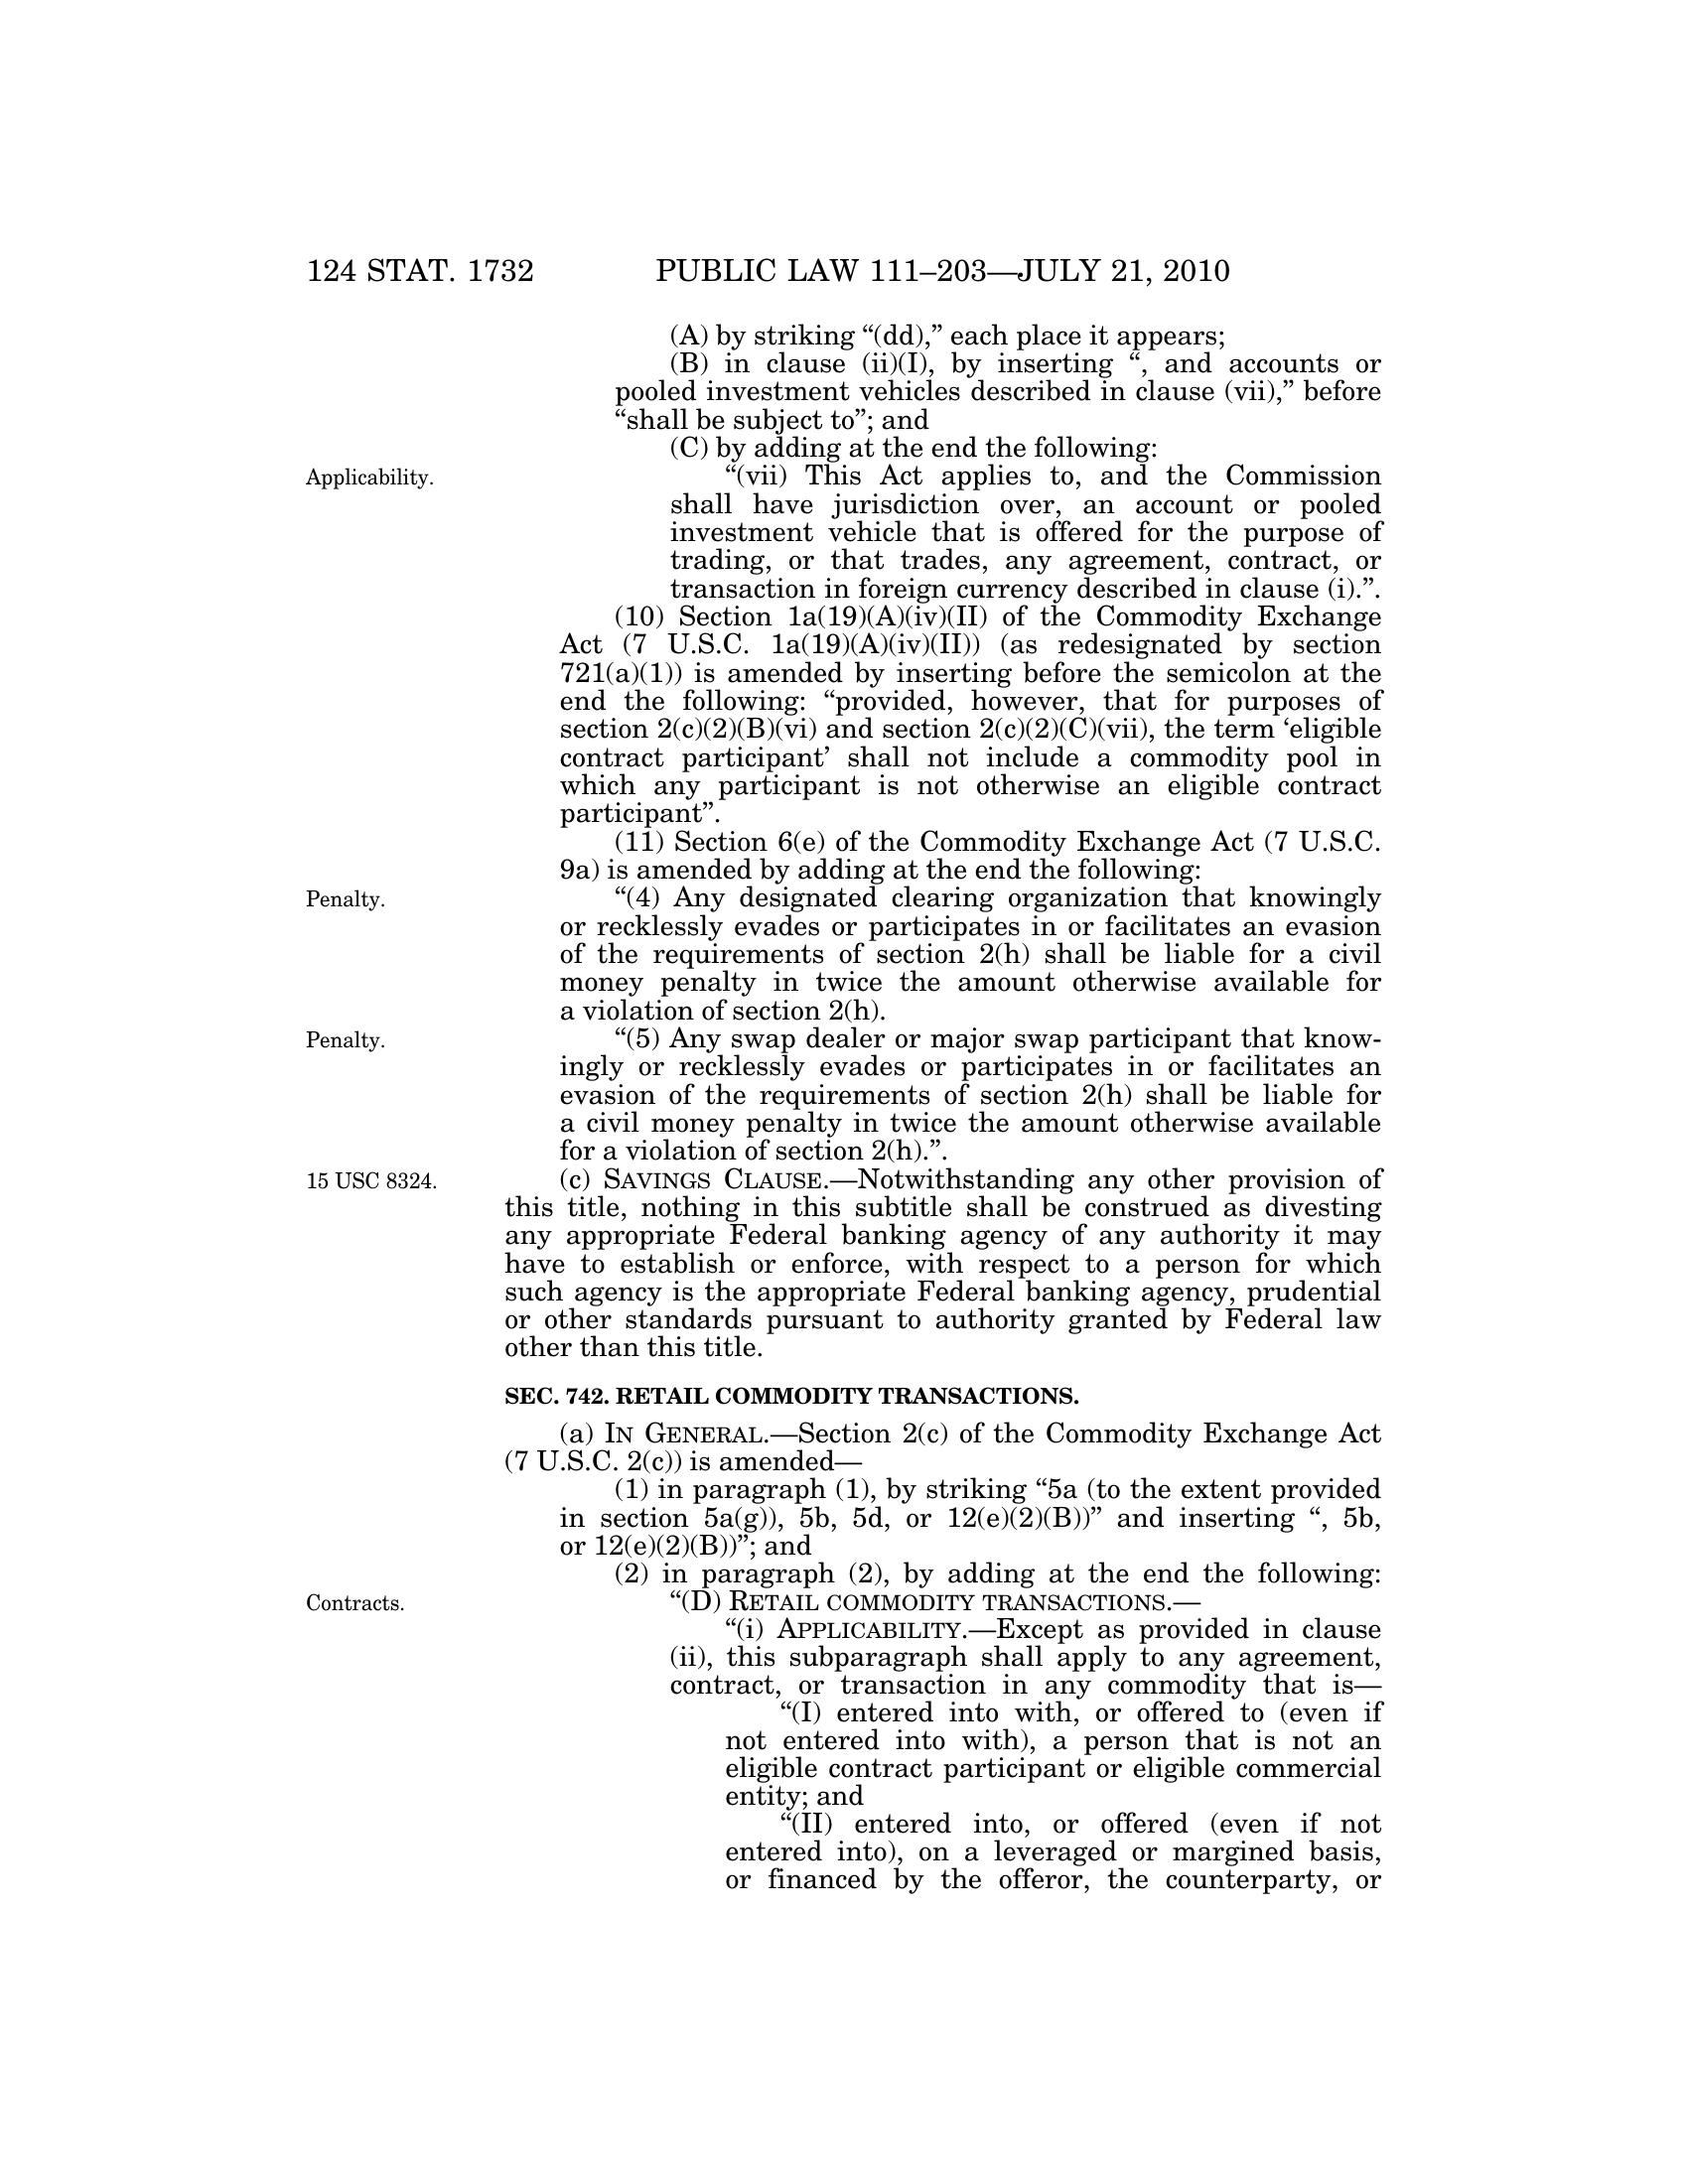 124 STAT. 1732 PUBLIC LAW 111–203—JULY 21, 2010
(A) by striking “(dd),” each place it appears;
(B) in clause (ii)(I), by inserting “, and accounts or
pooled investment vehicles described in clause (vii),” before
“shall be subject to”; and
(C) by adding at the end the following:
Applicability.
“(vii) This Act applies to, and the Commission
shall have jurisdiction over, an account or pooled
investment vehicle that is offered for the purpose of
trading, or that trades, any agreement, contract, or
transaction in foreign currency described in clause (i).”.
(10) Section 1a(19)(A)(iv)(II) of the Commodity Exchange
Act (7 U.S.C. 1a(19)(A)(iv)(II)) (as redesignated by section
721(a)(1)) is amended by inserting before the semicolon at the
end the following: “provided, however, that for purposes of
section 2(c)(2)(B)(vi) and section 2(c)(2)(C)(vii), the term ‘eligible
contract participant’ shall not include a commodity pool in
which any participant is not otherwise an eligible contract
participant”.
(11) Section 6(e) of the Commodity Exchange Act (7 U.S.C.
9a) is amended by adding at the end the following:
Penalty.
“(4) Any designated clearing organization that knowingly
or recklessly evades or participates in or facilitates an evasion
of the requirements of section 2(h) shall be liable for a civil
money penalty in twice the amount otherwise available for
a violation of section 2(h).
Penalty.
“(5) Any swap dealer or major swap participant that know-
ingly or recklessly evades or participates in or facilitates an
evasion of the requirements of section 2(h) shall be liable for
a civil money penalty in twice the amount otherwise available
for a violation of section 2(h).”.
15 USC 8324.
(c) SAVINGS CLAUSE.—Notwithstanding any other provision of
this title, nothing in this subtitle shall be construed as divesting
any appropriate Federal banking agency of any authority it may
have to establish or enforce, with respect to a person for which
such agency is the appropriate Federal banking agency, prudential
or other standards pursuant to authority granted by Federal law
other than this title.
SEC. 742. RETAIL COMMODITY TRANSACTIONS.
(a) IN GENERAL.—Section 2(c) of the Commodity Exchange Act
(7 U.S.C. 2(c)) is amended—
(1) in paragraph (1), by striking “5a (to the extent provided
in section 5a(g)), 5b, 5d, or 12(e)(2)(B))” and inserting “, 5b,
or 12(e)(2)(B))”; and
(2) in paragraph (2), by adding at the end the following:
Contracts.
“(D) RETAIL COMMODITY TRANSACTIONS.—
“(i) APPLICABILITY.—Except as provided in clause
(ii), this subparagraph shall apply to any agreement,
contract, or transaction in any commodity that is—
“(I) entered into with, or offered to (even if
not entered into with), a person that is not an
eligible contract participant or eligible commercial
entity; and
“(II) entered into, or offered (even if not
entered into), on a leveraged or margined basis,
or financed by the offeror, the counterparty, or